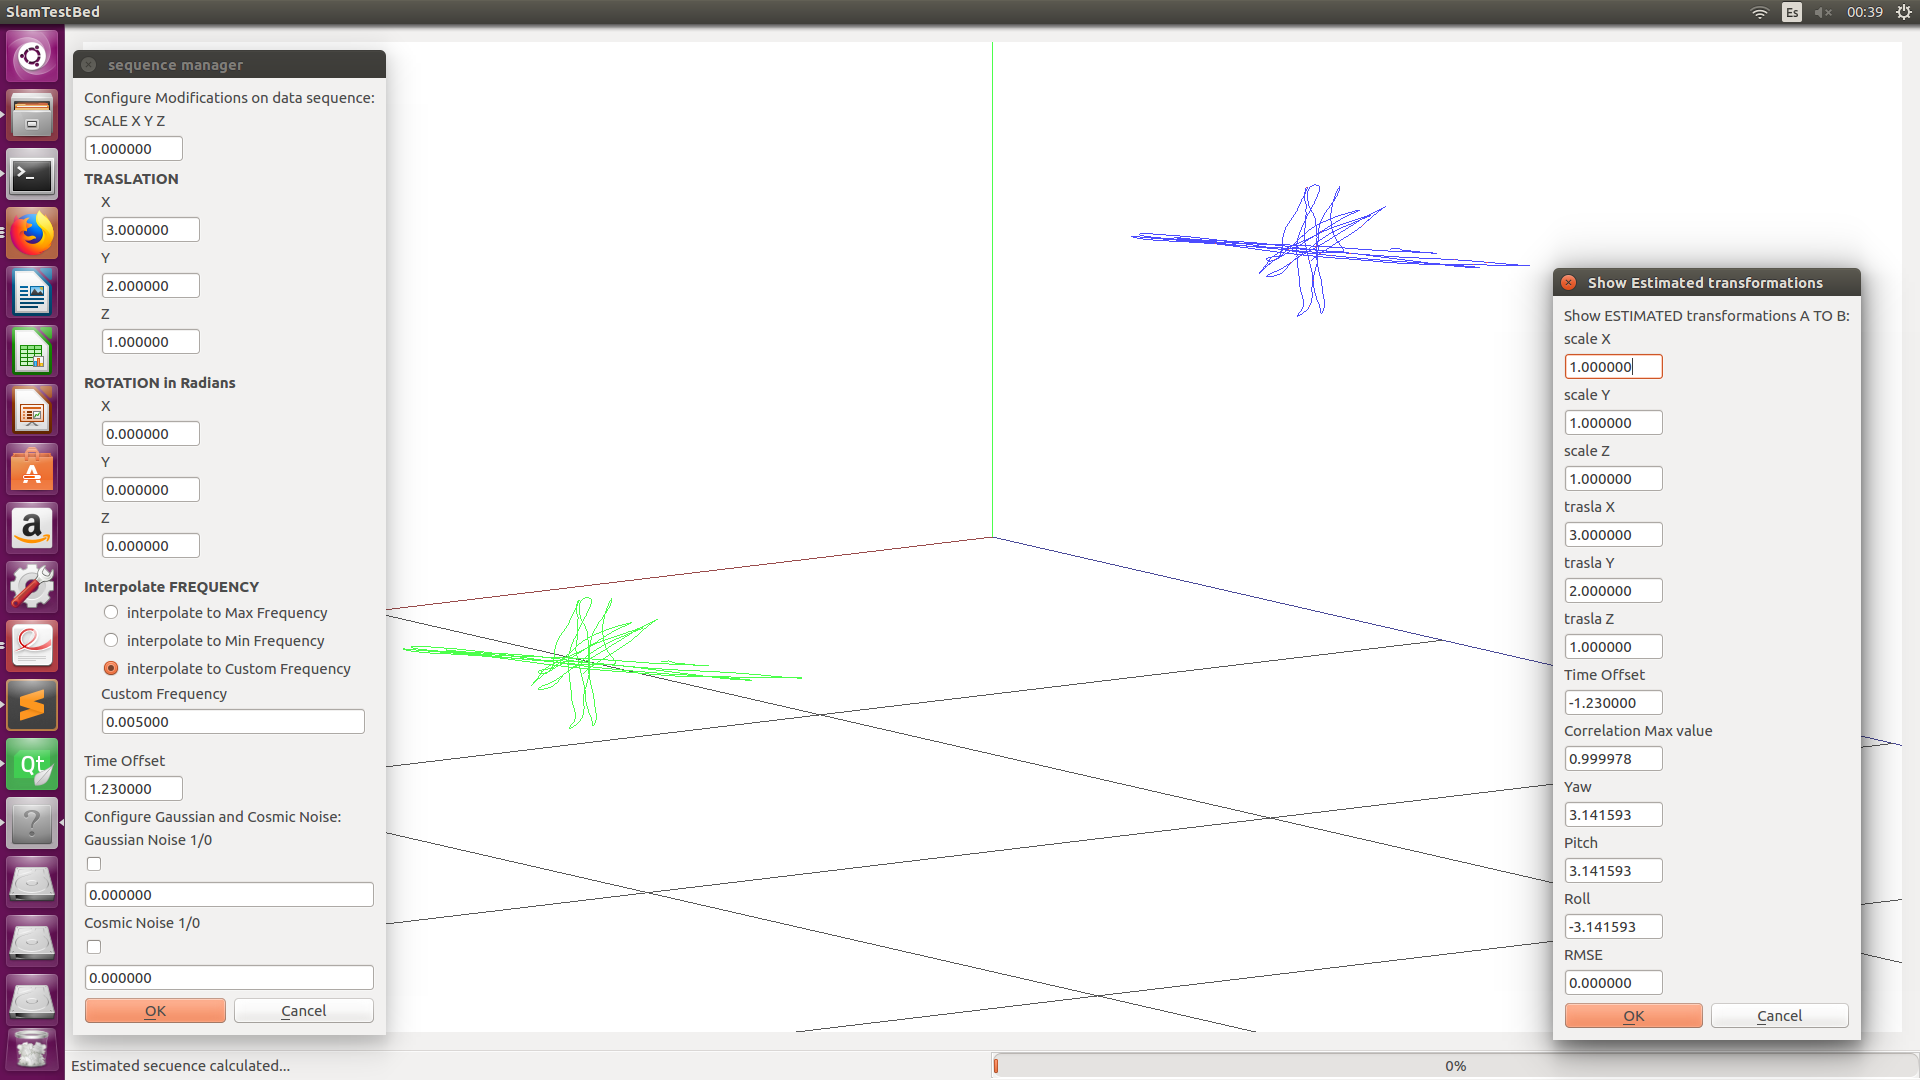 SlamTestBed
Es
00:39
sequence manager
Configure Modifications on data sequence:
SCALE X Y Z
1.000000
TRASLATION
X
3.000000
Y
2.000000
Z
1.000000
ROTATION in Radians
X
0.000000
Y
0.000000
Z
0.000000
Interpolate FREQUENCY
interpolate to Max Frequency
interpolate to Min Frequency
interpolate to Custom Frequency
Custom Frequency
0.005000
Time Offset
1.230000
Configure Gaussian and Cosmic Noise:
Gaussian Noise 1/0
0.000000
Cosmic Noise 1/0
0.000000
OK
Cancel
Show Estimated transformations
Show ESTIMATED transformations A TO B:
scale X
1.000000
scale Y
1.000000
scale Z
1.000000
trasla X
3.000000
trasla Y
2.000000
trasla Z
1.000000
Time Offset
-1.230000
Correlation Max value
0.999978
Yaw
3.141593
Pitch
3.141593
Roll
-3.141593
RMSE
0.000000
OK
Cancel
Estimated secuence calculated...
0%
A
a
Qt
?